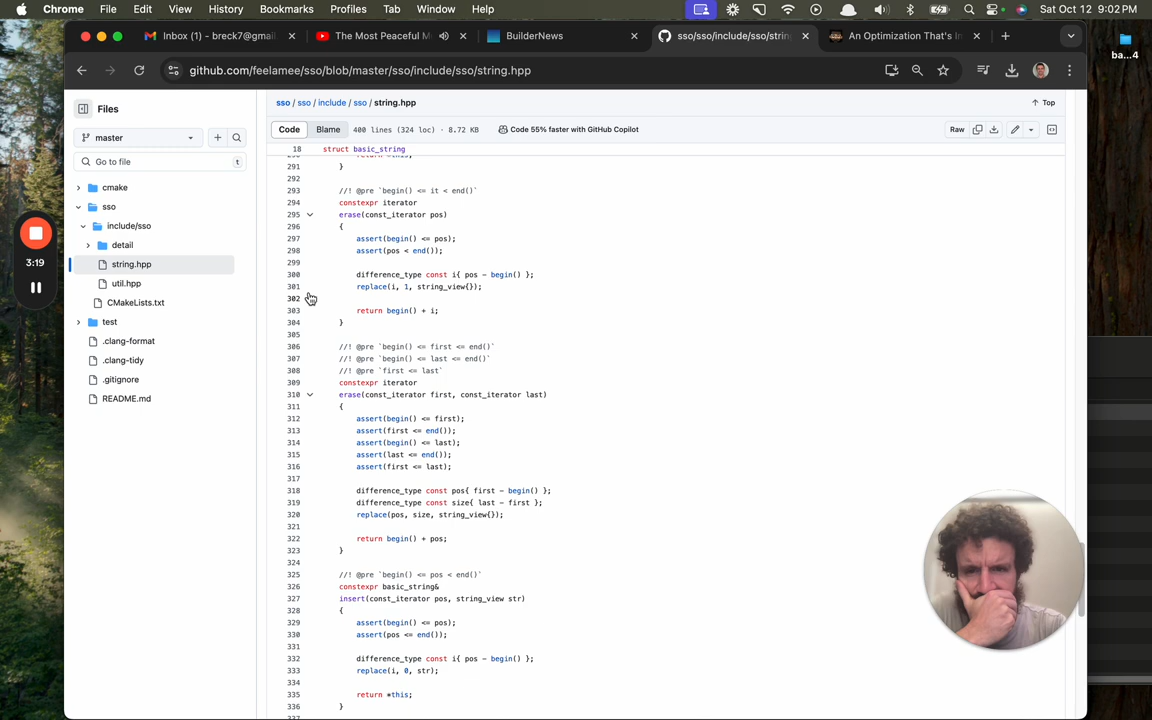 Chrome File Edit View History Bookmarks Profiles Tab Window Help Sat Oct 12 9:02 PM
Inbox (1) - breck7@gmail
The Most Peaceful M
BuilderNews
sso/sso/include/sso/string
An Optimization That's In
ba...4
github.com/feelamee/sso/blob/master/sso/include/sso/string.hpp
Files
master
Go to file t
cmake
sso
include/sso
detail
string.hpp
util.hpp
CMakeLists.txt
test
.clang-format
.clang-tidy
.gitignore
README.md
3:19
sso / sso / include / sso / string.hpp Top
Code Blame 400 lines (324 loc) · 8.72 KB Code 55% faster with GitHub Copilot Raw
18 struct basic_string
290 return *this;
291 }
292
293 //! @pre `begin() <= it < end()`
294 constexpr iterator
295 erase(const_iterator pos)
296 {
297 assert(begin() <= pos);
298 assert(pos < end());
299
300 difference_type const i{ pos - begin() };
301 replace(i, 1, string_view{});
302
303 return begin() + i;
304 }
305
306 //! @pre `begin() <= first <= end()`
307 //! @pre `begin() <= last <= end()`
308 //! @pre `first <= last`
309 constexpr iterator
310 erase(const_iterator first, const_iterator last)
311 {
312 assert(begin() <= first);
313 assert(first <= end());
314 assert(begin() <= last);
315 assert(last <= end());
316 assert(first <= last);
317
318 difference_type const pos{ first - begin() };
319 difference_type const size{ last - first };
320 replace(pos, size, string_view{});
321
322 return begin() + pos;
323 }
324
325 //! @pre `begin() <= pos < end()`
326 constexpr basic_string&
327 insert(const_iterator pos, string_view str)
328 {
329 assert(begin() <= pos);
330 assert(pos <= end());
331
332 difference_type const i{ pos - begin() };
333 replace(i, 0, str);
334
335 return *this;
336 }
337